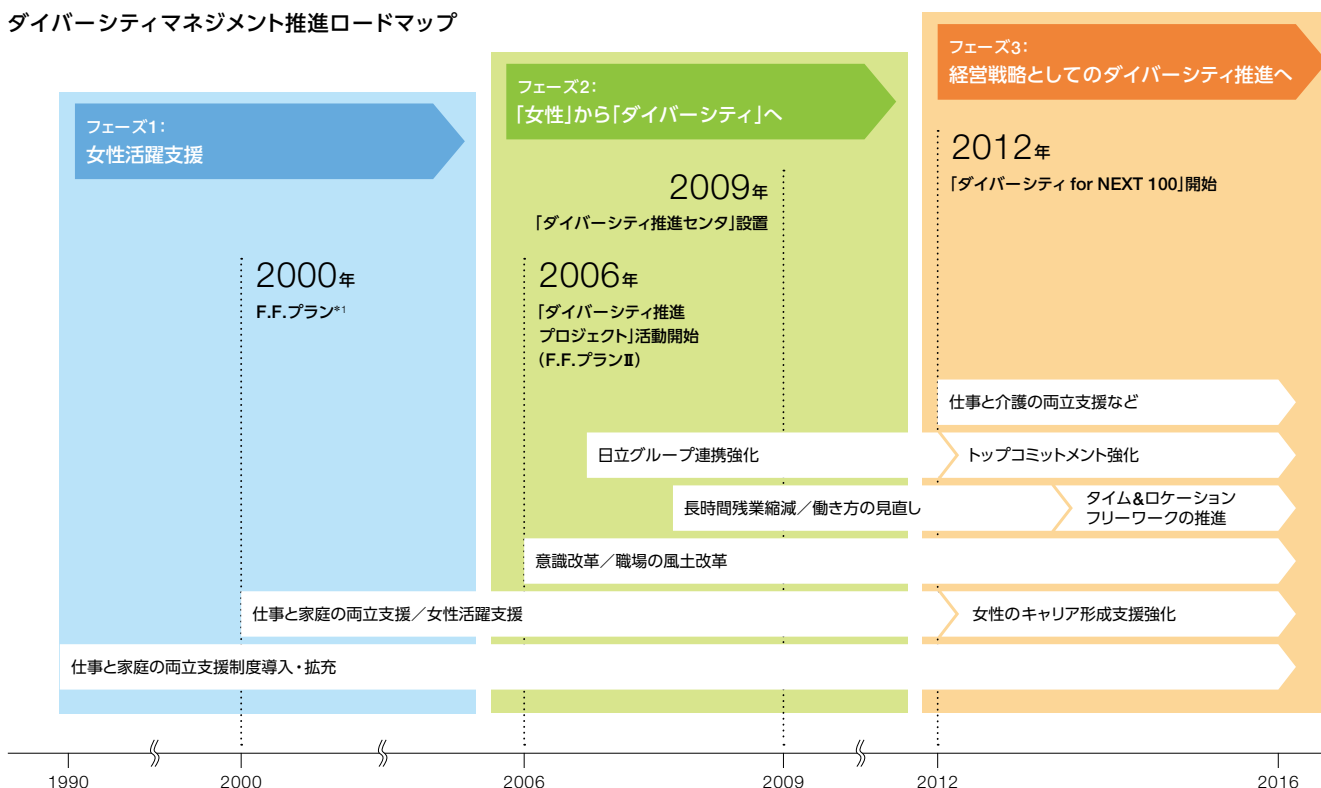 ダイバーシティマネジメント推進ロードマップ
フェーズ1：
女性活躍支援
フェーズ2：
「女性」から「ダイバーシティ」へ
フェーズ3：
経営戦略としてのダイバーシティ推進へ
2000年
F.F.プラン*1
2009年
「ダイバーシティ推進センタ」設置
2006年
「ダイバーシティ推進
プロジェクト」活動開始
（F.F.プランⅡ）
2012年
「ダイバーシティ for NEXT 100」開始
仕事と介護の両立支援など
日立グループ連携強化
トップコミットメント強化
長時間残業縮減／働き方の見直し
タイム&ロケーション
フリーワークの推進
意識改革／職場の風土改革
仕事と家庭の両立支援／女性活躍支援
女性のキャリア形成支援強化
仕事と家庭の両立支援制度導入・拡充
1990
2000
2006
2009
2012
2016